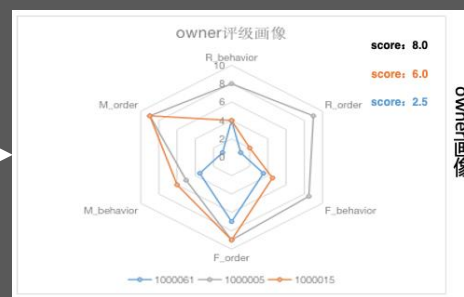 owner评级画像
score：8.0
score：6.0
score：2.5
R_behavior
R_order
F_behavior
F_order
M_behavior
M_order
10
8
6
4
2
0
1000061 1000005 1000015
owner画像